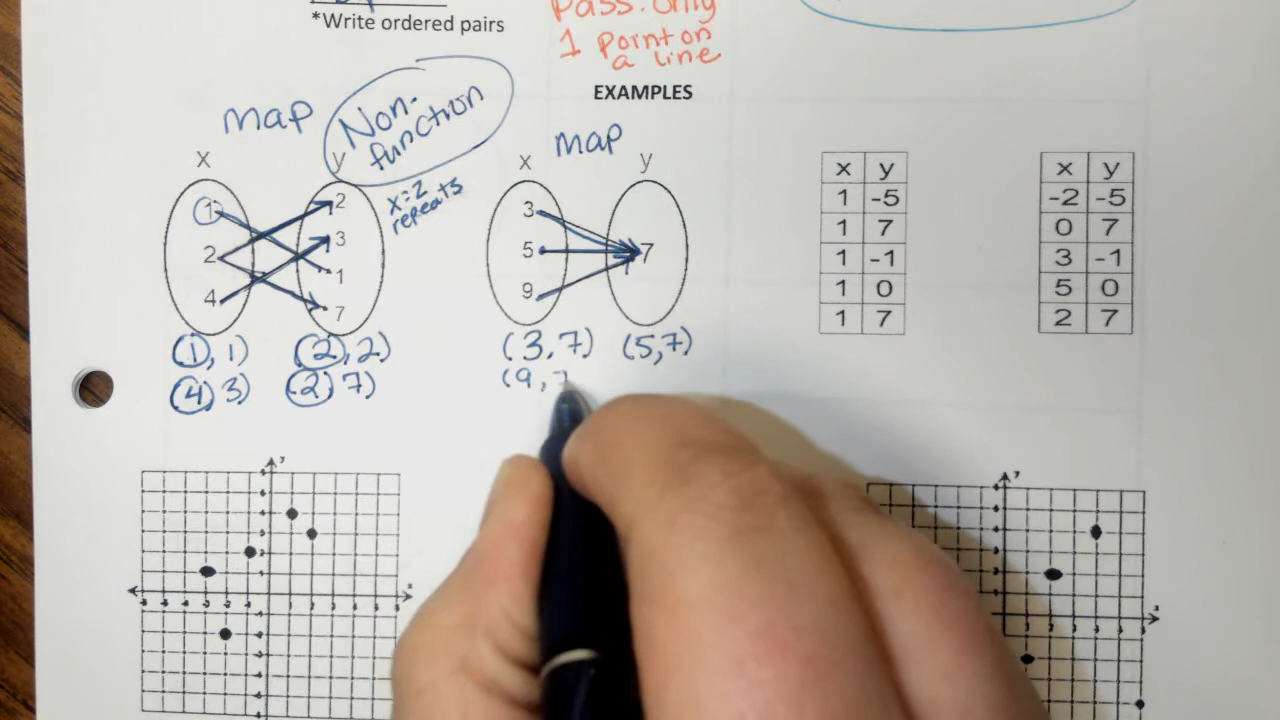 *Write ordered pairs
Pass. Only
1 Point on
a line
EXAMPLES
map
Non-
function
x y
1 2
2 3
4 1
7
x=2
repeats
(1, 1) (2, 2)
(4, 3) (2, 7)
map
x y
3
5 7
9
(3, 7) (5, 7)
(9, 7
x y
1 -5
1 7
1 -1
1 0
1 7
x y
-2 -5
0 7
3 -1
5 0
2 7
y
x
y
x